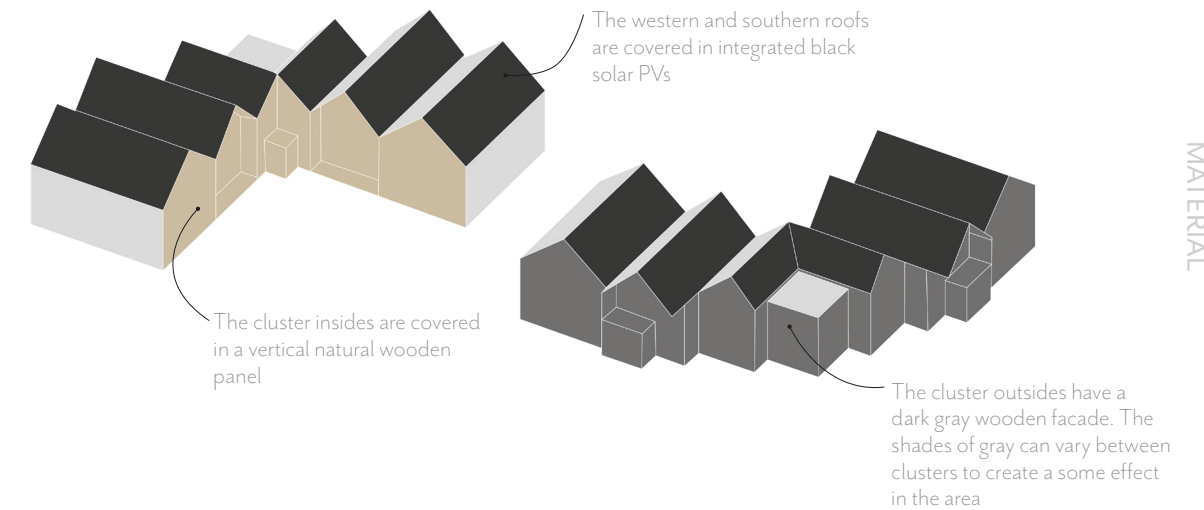 The western and southern roofs
are covered in integrated black
solar PVs
MATERIAL
The cluster insides are covered
in a vertical natural wooden
panel
The cluster outsides have a
dark gray wooden facade. The
shades of gray can vary between
clusters to create a some effect
in the area